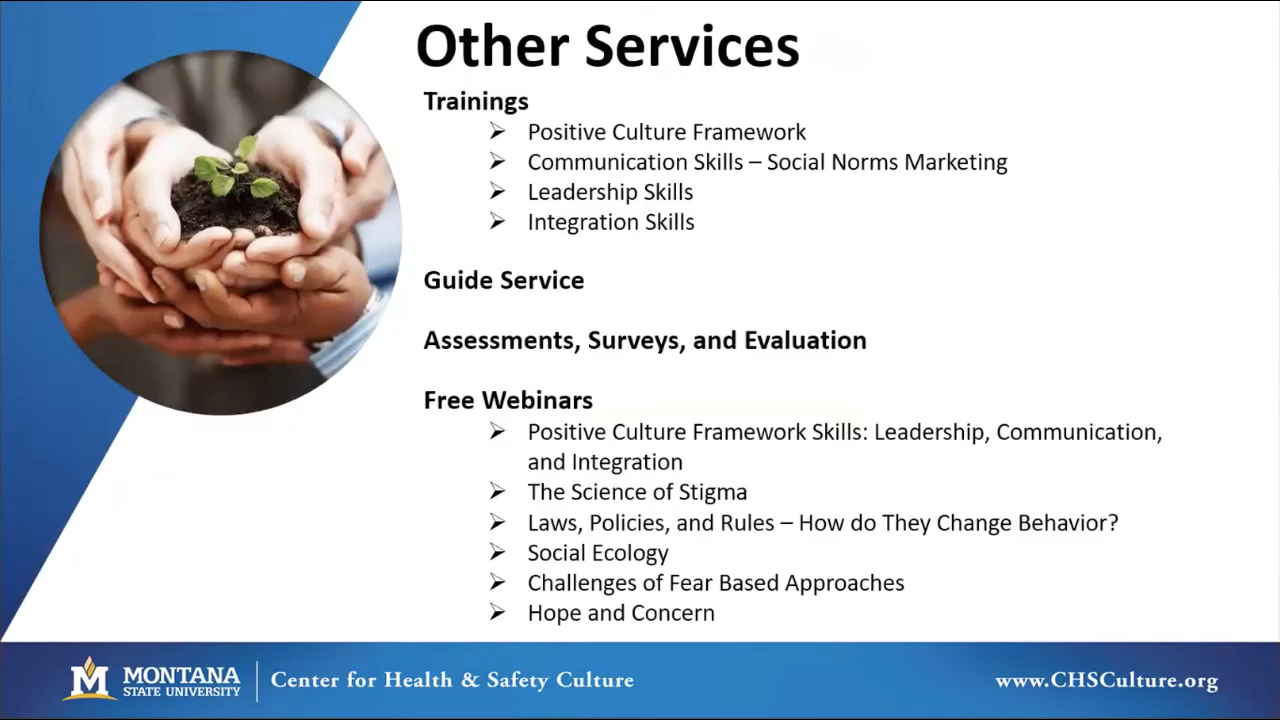 Other Services
Trainings
➢ Positive Culture Framework
➢ Communication Skills – Social Norms Marketing
➢ Leadership Skills
➢ Integration Skills
Guide Service
Assessments, Surveys, and Evaluation
Free Webinars
➢ Positive Culture Framework Skills: Leadership, Communication,
and Integration
➢ The Science of Stigma
➢ Laws, Policies, and Rules – How do They Change Behavior?
➢ Social Ecology
➢ Challenges of Fear Based Approaches
➢ Hope and Concern
M MONTANA
STATE UNIVERSITY
Center for Health & Safety Culture
www.CHSCulture.org